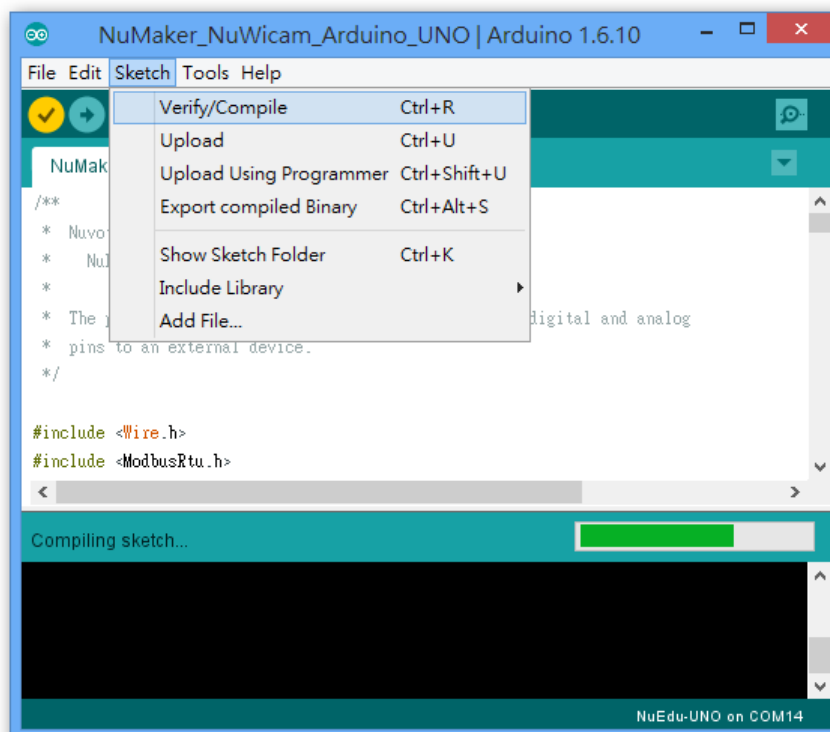 NuMaker_NuWicam_Arduino_UNO | Arduino 1.6.10
File Edit Sketch Tools Help
Verify/Compile Ctrl+R
Upload Ctrl+U
Upload Using Programmer Ctrl+Shift+U
Export compiled Binary Ctrl+Alt+S
Show Sketch Folder Ctrl+K
Include Library
Add File...
NuMak
/**
* Nuvo
* Nu
*
* The digital and analog
* pins to an external device.
*/
#include <Wire.h>
#include <ModbusRtu.h>
Compiling sketch...
NuEdu-UNO on COM14